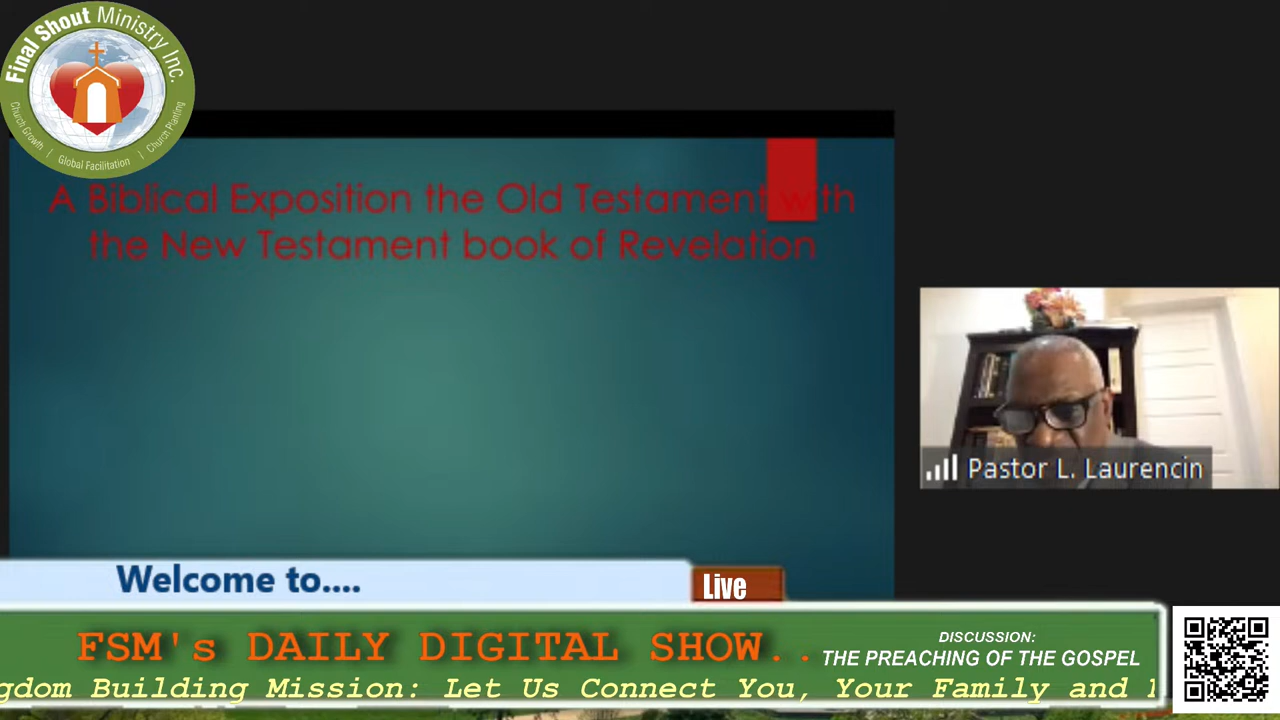 Final Shout Ministry Inc.
Church Growth | Global Facilitation | Church Planting
A Biblical Exposition the Old Testament with
the New Testament book of Revelation
Pastor L. Laurencin
Welcome to....
Live
FSM's DAILY DIGITAL SHOW..
DISCUSSION:
THE PREACHING OF THE GOSPEL
gdom Building Mission: Let Us Connect You, Your Family and